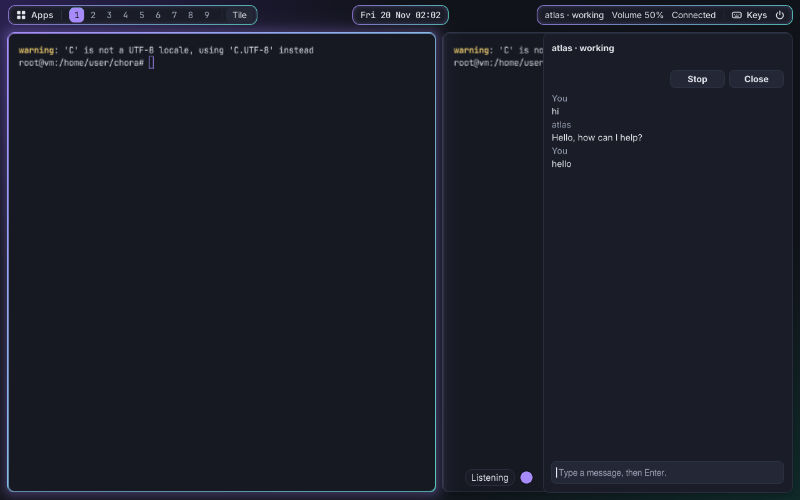 Apps 1 2 3 4 5 6 7 8 9 Tile
Fri 20 Nov 02:02
atlas · working Volume 50% Connected Keys
warning: 'C' is not a UTF-8 locale, using 'C.UTF-8' instead
root@vm:/home/user/chora#
warning: 'C' is no
root@vm:/home/user
atlas · working
Stop Close
You
hi
atlas
Hello, how can I help?
You
hello
Type a message, then Enter.
Listening